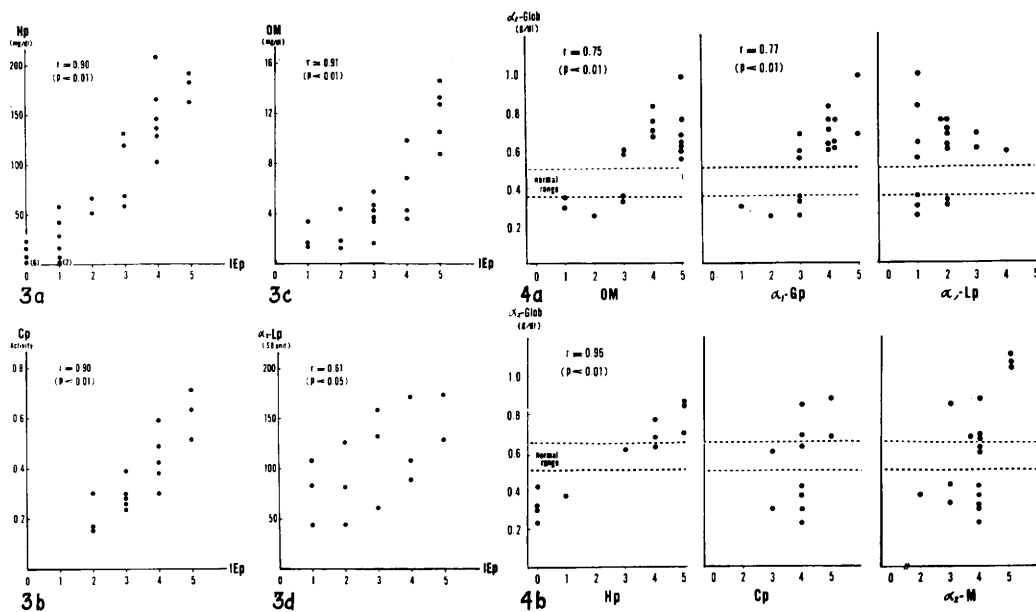 Hp
(mg/dl)
200
150
100
50
0
r = 0.90
(p < 0.01)
(6)
(2)
0 1 2 3 4 5 IEp
3a
OM
(mg/dl)
16
12
8
4
r = 0.91
(p < 0.01)
0 1 2 3 4 5 IEp
3c
α₁-Glob
(g/dl)
1.0
0.8
0.6
0.4
0.2
r = 0.75
(p < 0.01)
normal
range
0 1 2 3 4 5
OM
4a
r = 0.77
(p < 0.01)
0 1 2 3 4 5
α₁-Gp
0 1 2 3 4 5
α₁-Lp
Cp
Activity
0.8
0.6
0.4
0.2
r = 0.90
(p < 0.01)
0 1 2 3 4 5 IEp
3b
α₁-Lp
(SB unit)
200
150
100
50
r = 0.61
(p < 0.05)
0 1 2 3 4 5 IEp
3d
α₂-Glob
(g/dl)
1.0
0.8
0.6
0.4
0.2
r = 0.96
(p < 0.01)
normal
range
0 1 2 3 4 5
Hp
4b
0 1 2 3 4 5
Cp
0 2 3 4 5
α₂-M